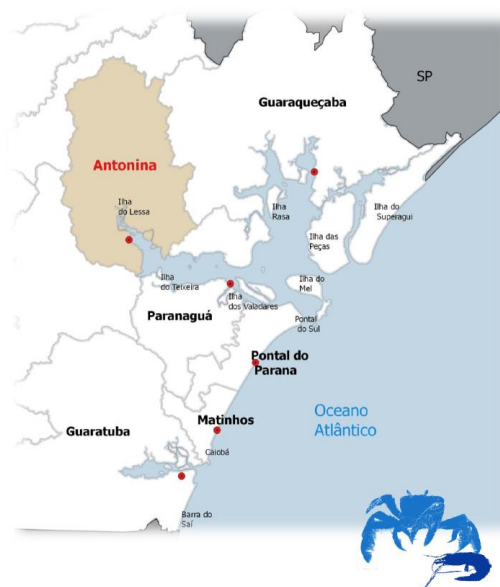 SP
Guaraqueçaba
Antonina
Ilha
do Lessa
Ilha
Rasa
Ilha do
Superagui
Ilha das
Peças
Ilha
do Teixeira
Ilha do
Mel
Ilha
dos Valadares
Paranaguá
Pontal
do Sul
Pontal do
Parana
Oceano
Atlântico
Matinhos
Guaratuba
Caiobá
Barra do
Saí